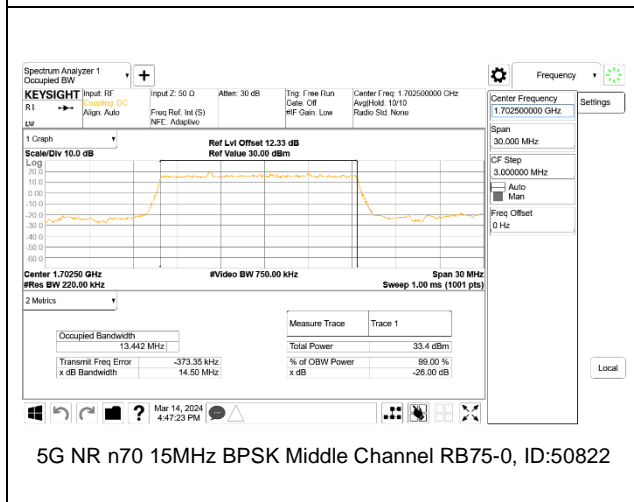 Spectrum Analyzer 1
Occupied BW
Frequency
KEYSIGHT
Input: RF
Coupling: DC
Align: Auto
Input Z: 50 Ω
Freq Ref: Int (S)
NFE: Adaptive
Atten: 30 dB
Trig: Free Run
Gate: Off
#IF Gain: Low
Center Freq: 1.702500000 GHz
Avg|Hold: 10/10
Radio Std: None
Center Frequency
1.702500000 GHz
Settings
Span
30.000 MHz
CF Step
3.000000 MHz
Auto
Man
Freq Offset
0 Hz
1 Graph
Scale/Div 10.0 dB
Ref Lvl Offset 12.33 dB
Ref Value 30.00 dBm
Log
20.0
10.0
0.00
-10.0
-20.0
-30.0
-40.0
-50.0
-60.0
Center 1.70250 GHz
#Video BW 750.00 kHz
Span 30 MHz
#Res BW 220.00 kHz
Sweep 1.00 ms (1001 pts)
2 Metrics
Measure Trace
Trace 1
Occupied Bandwidth
13.442 MHz
Total Power
33.4 dBm
Transmit Freq Error
-373.35 kHz
% of OBW Power
99.00 %
x dB Bandwidth
14.50 MHz
x dB
-26.00 dB
Local
?
Mar 14, 2024
4:47:23 PM
5G NR n70 15MHz BPSK Middle Channel RB75-0, ID:50822